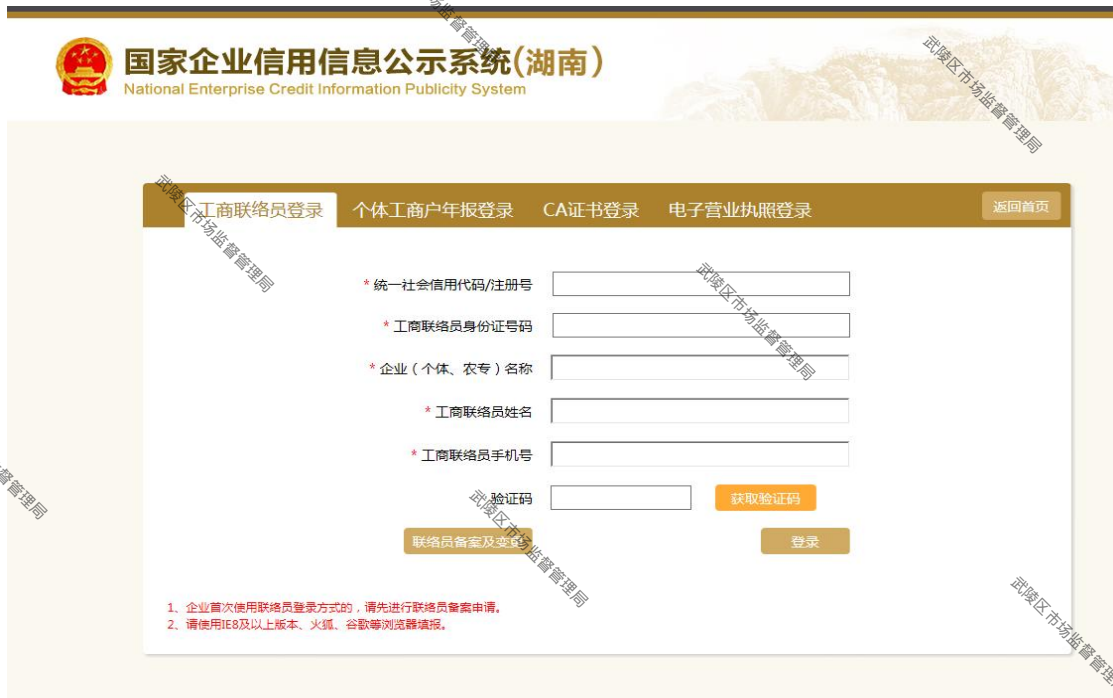 国家企业信用信息公示系统(湖南)
National Enterprise Credit Information Publicity System
工商联络员登录 个体工商户年报登录 CA证书登录 电子营业执照登录 返回首页
* 统一社会信用代码/注册号
* 工商联络员身份证号码
* 企业(个体、农专)名称
* 工商联络员姓名
* 工商联络员手机号
验证码 获取验证码
联络员备案及变更 登录
1、企业首次使用联络员登录方式的,请先进行联络员备案申请。
2、请使用IE8及以上版本、火狐、谷歌等浏览器填报。
武陵区市场监督管理局
武陵区市场监督管理局
武陵区市场监督管理局
武陵区市场监督管理局
武陵区市场监督管理局